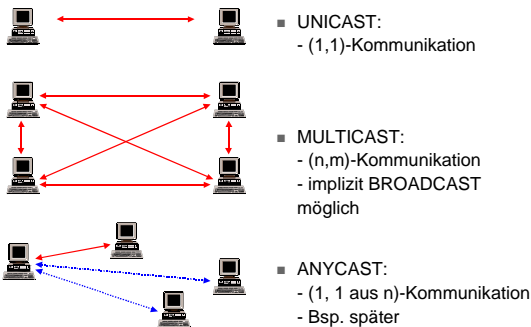 UNICAST:
- (1,1)-Kommunikation
MULTICAST:
- (n,m)-Kommunikation
- implizit BROADCAST
möglich
ANYCAST:
- (1, 1 aus n)-Kommunikation
- Bsp. später